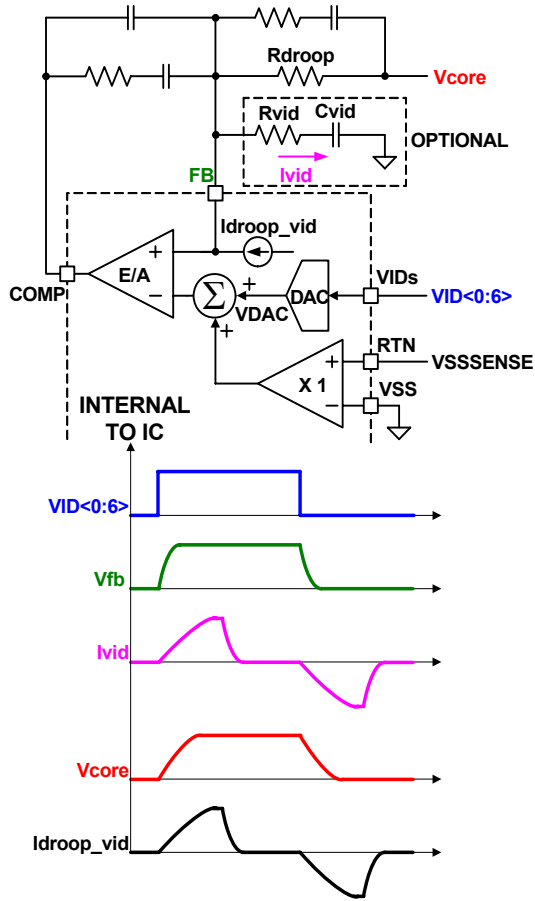 Rdroop
Vcore
Rvid
Cvid
OPTIONAL
Ivid
FB
Idroop_vid
+
E/A
−
COMP
Σ
+
+
VDAC
DAC
VIDs
VID<0:6>
RTN
+
VSSSENSE
X 1
VSS
−
INTERNAL
TO IC
VID<0:6>
Vfb
Ivid
Vcore
Idroop_vid